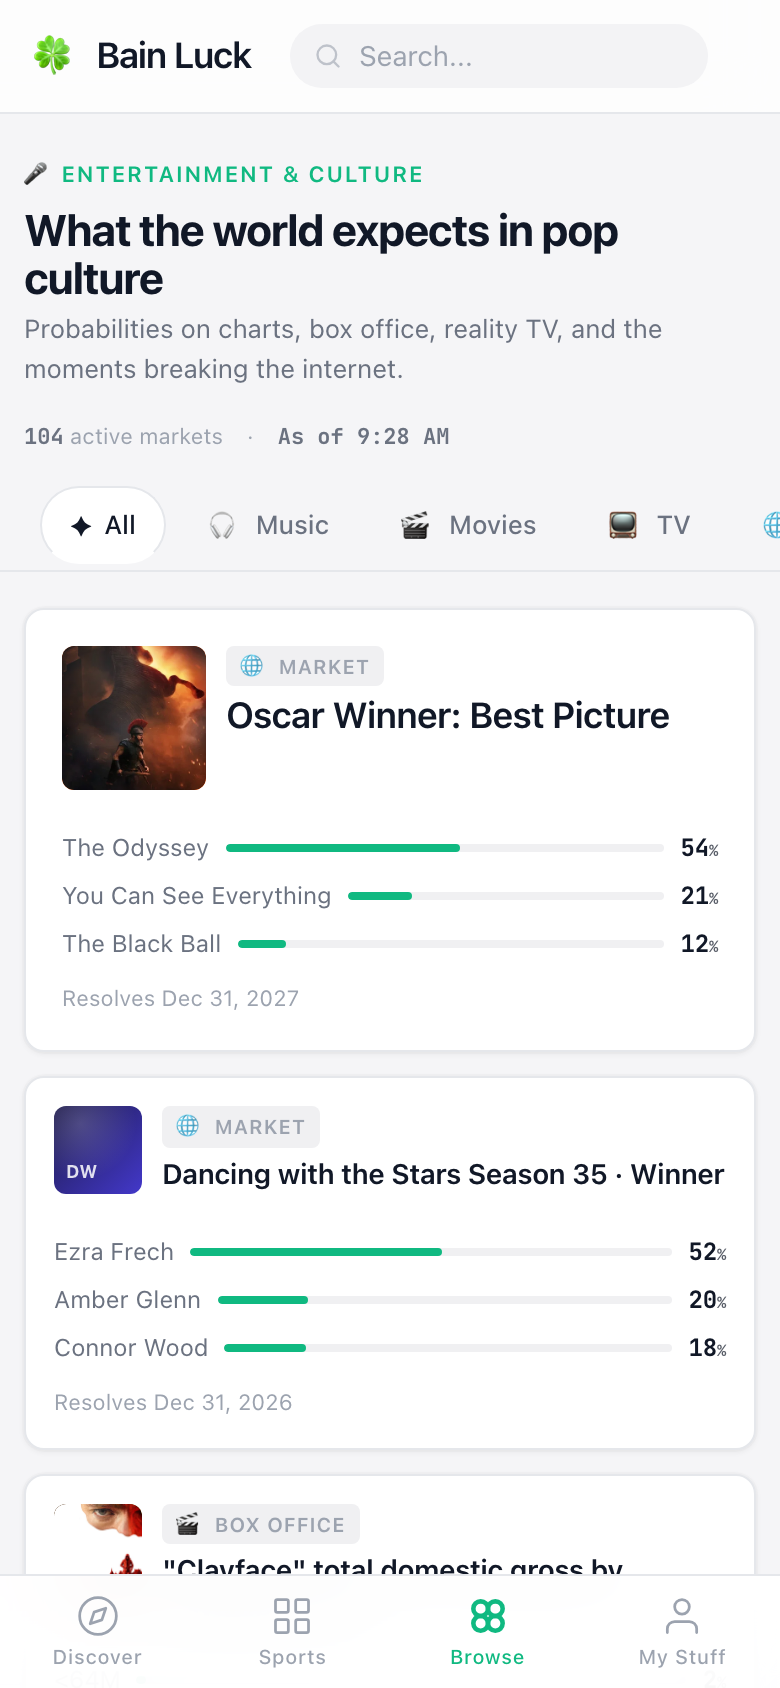 Bain Luck
Search...
ENTERTAINMENT & CULTURE
What the world expects in pop
culture
Probabilities on charts, box office, reality TV, and the
moments breaking the internet.
104 active markets · As of 9:28 AM
All Music Movies TV
MARKET
Oscar Winner: Best Picture
The Odyssey 54%
You Can See Everything 21%
The Black Ball 12%
Resolves Dec 31, 2027
DW
MARKET
Dancing with the Stars Season 35 · Winner
Ezra Frech 52%
Amber Glenn 20%
Connor Wood 18%
Resolves Dec 31, 2026
BOX OFFICE
"Clayface" total domestic gross by
Discover Sports Browse My Stuff